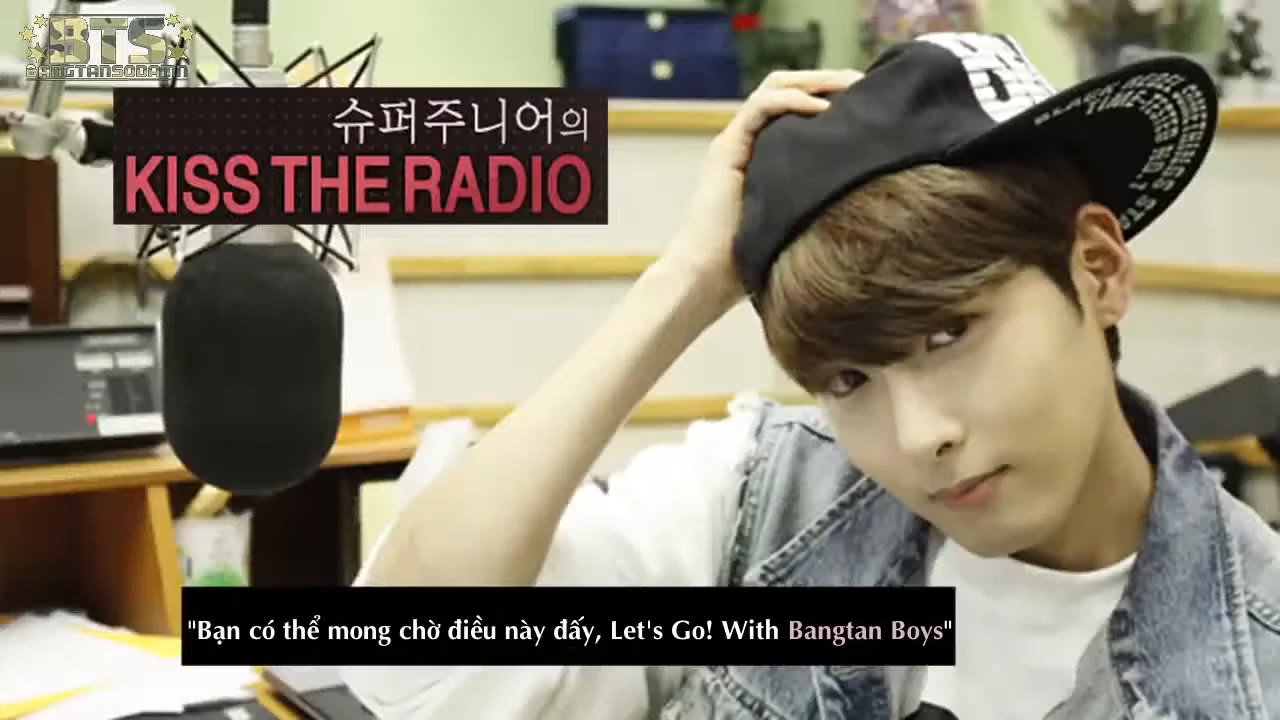 BTS
BANGTANSODAMN
슈퍼주니어의
KISS THE RADIO
"Bạn có thể mong chờ điều này đấy, Let's Go! With Bangtan Boys"